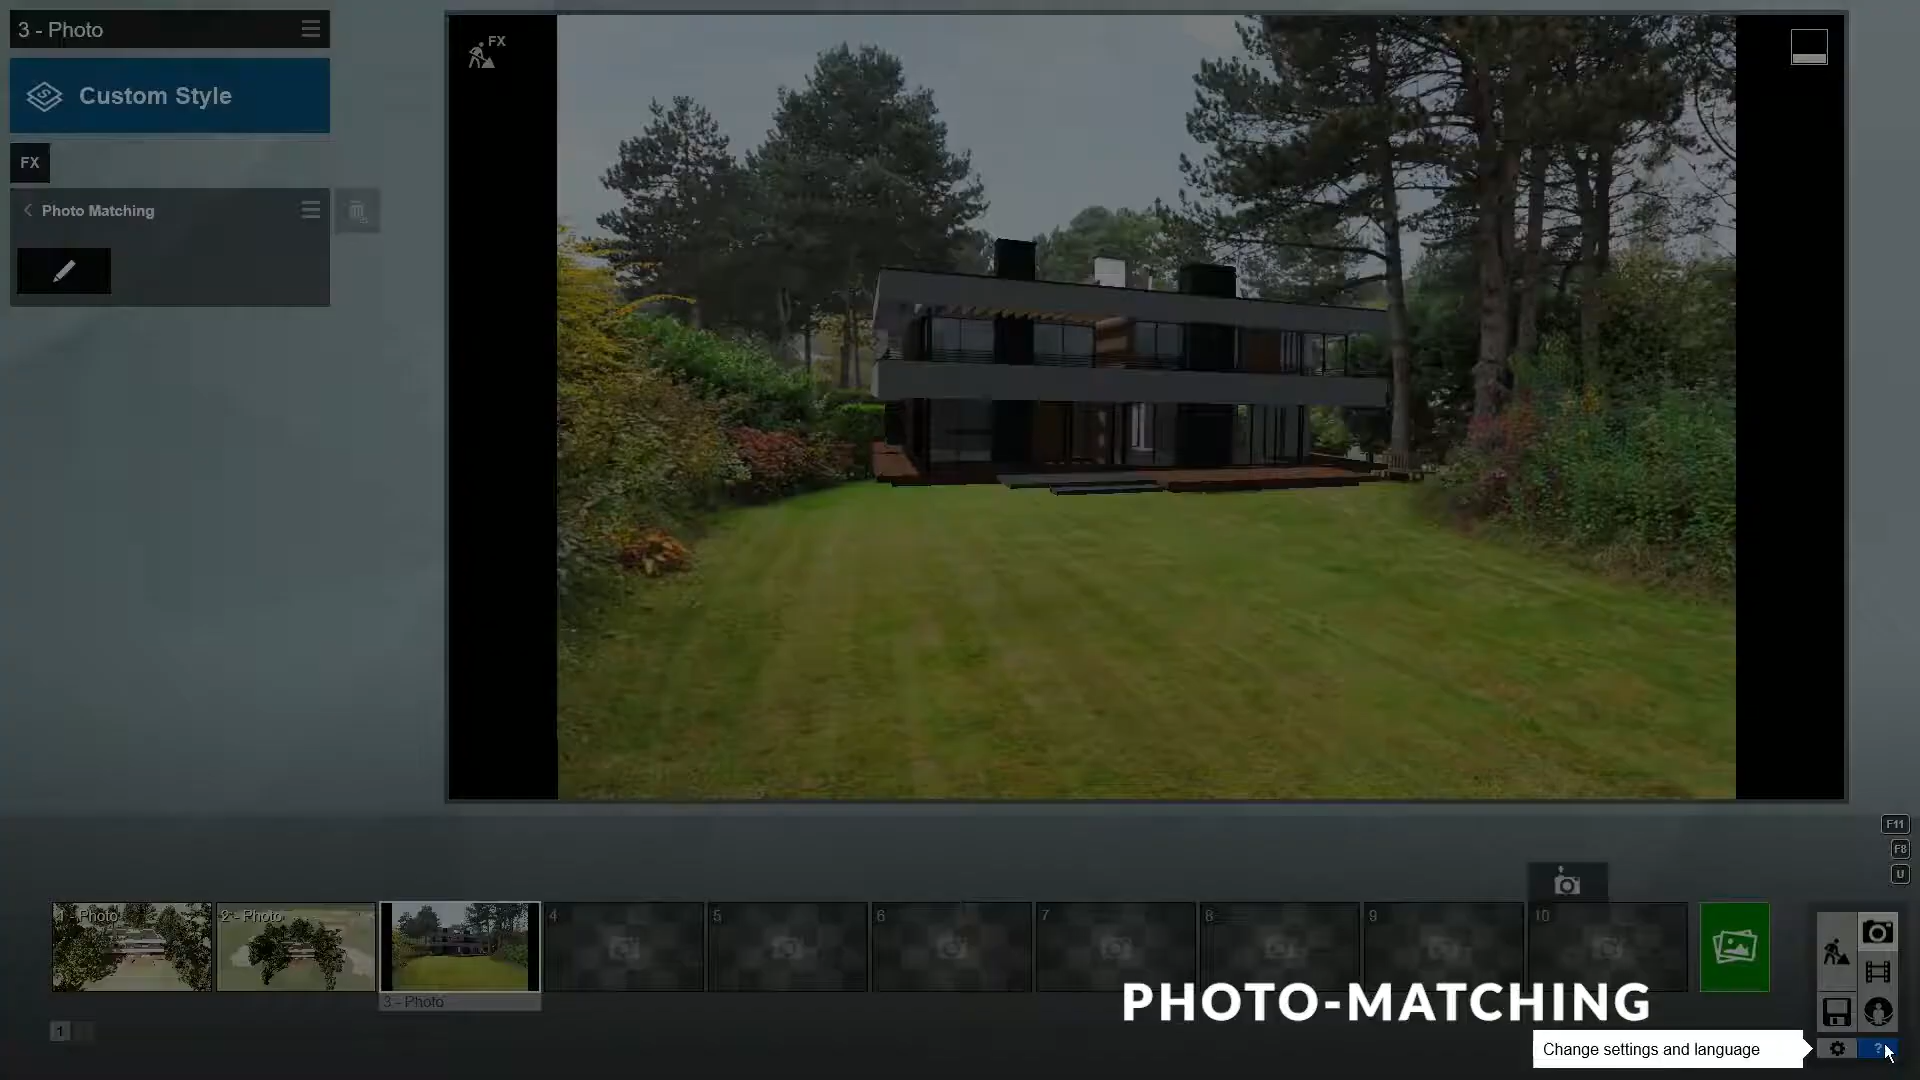 3 - Photo
Custom Style
FX
Photo Matching
FX
F11
F8
U
1 - Photo
2 - Photo
3 - Photo
4
5
6
7
8
9
10
1
PHOTO-MATCHING
Change settings and language
?